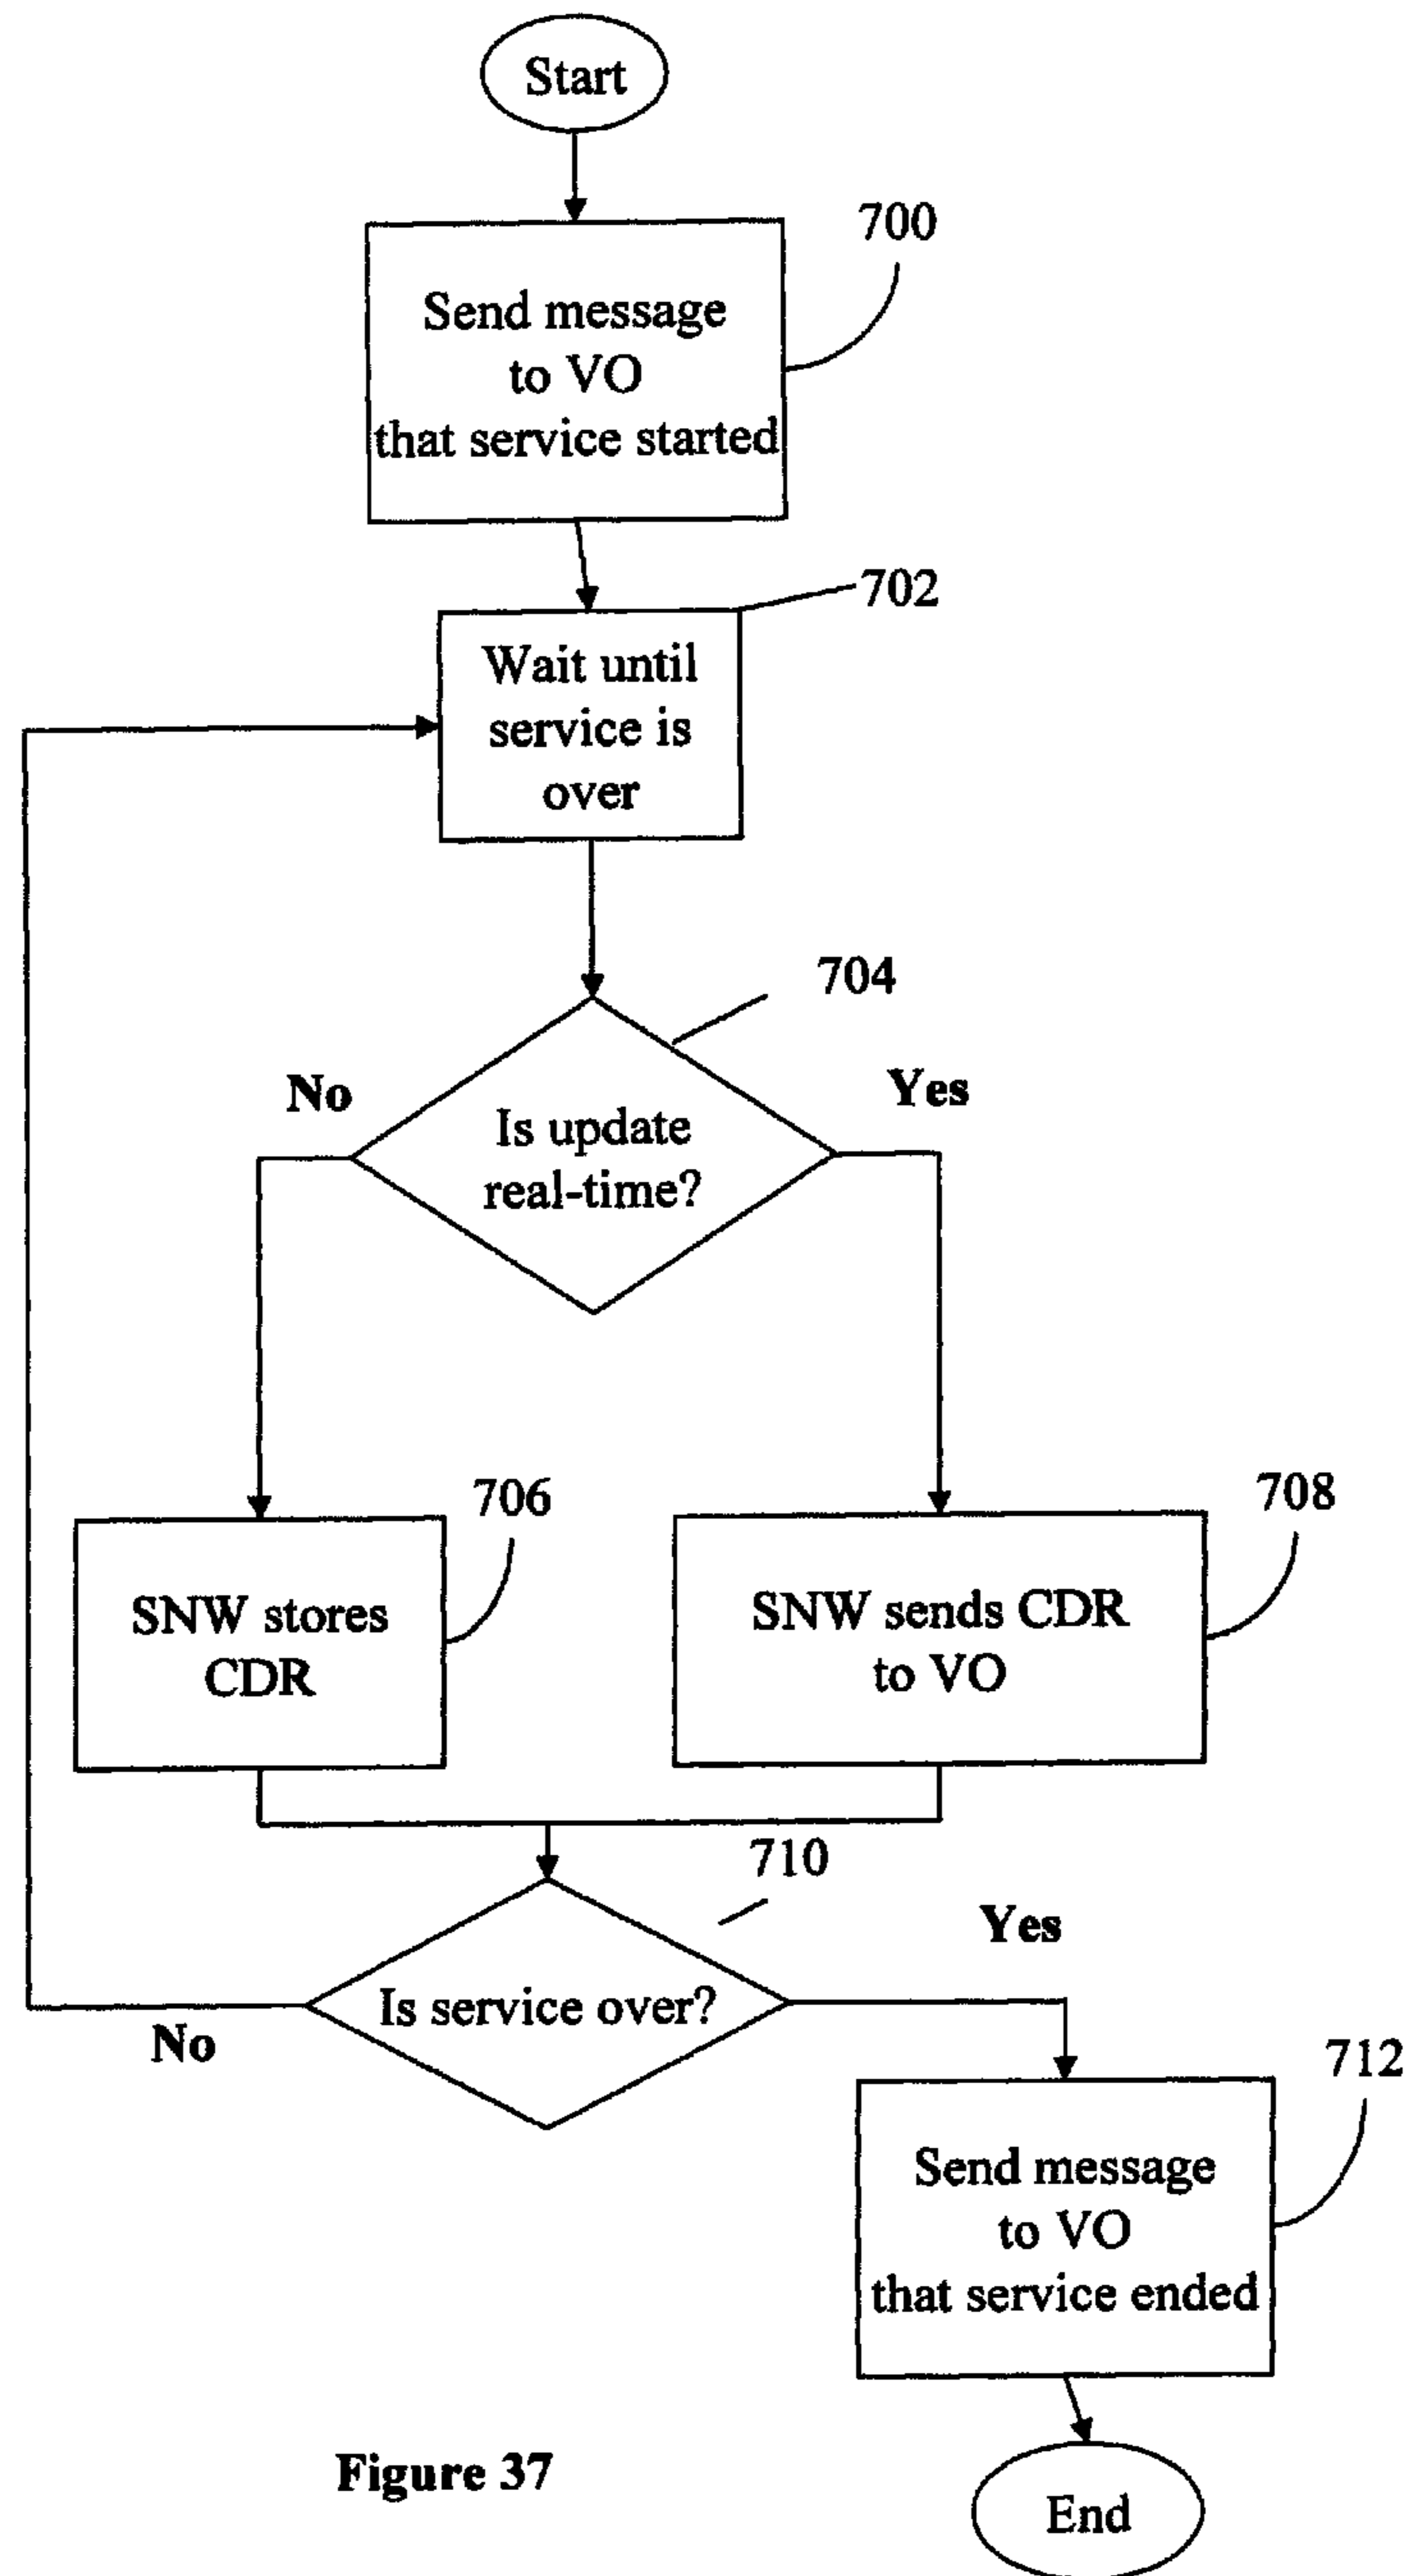 Start
700
Send message
to VO
that service started
702
Wait until
service is
over
704
No
Yes
Is update
real-time?
706
708
SNW stores
CDR
SNW sends CDR
to VO
710
Yes
Is service over?
No
712
Send message
to VO
that service ended
Figure 37
End